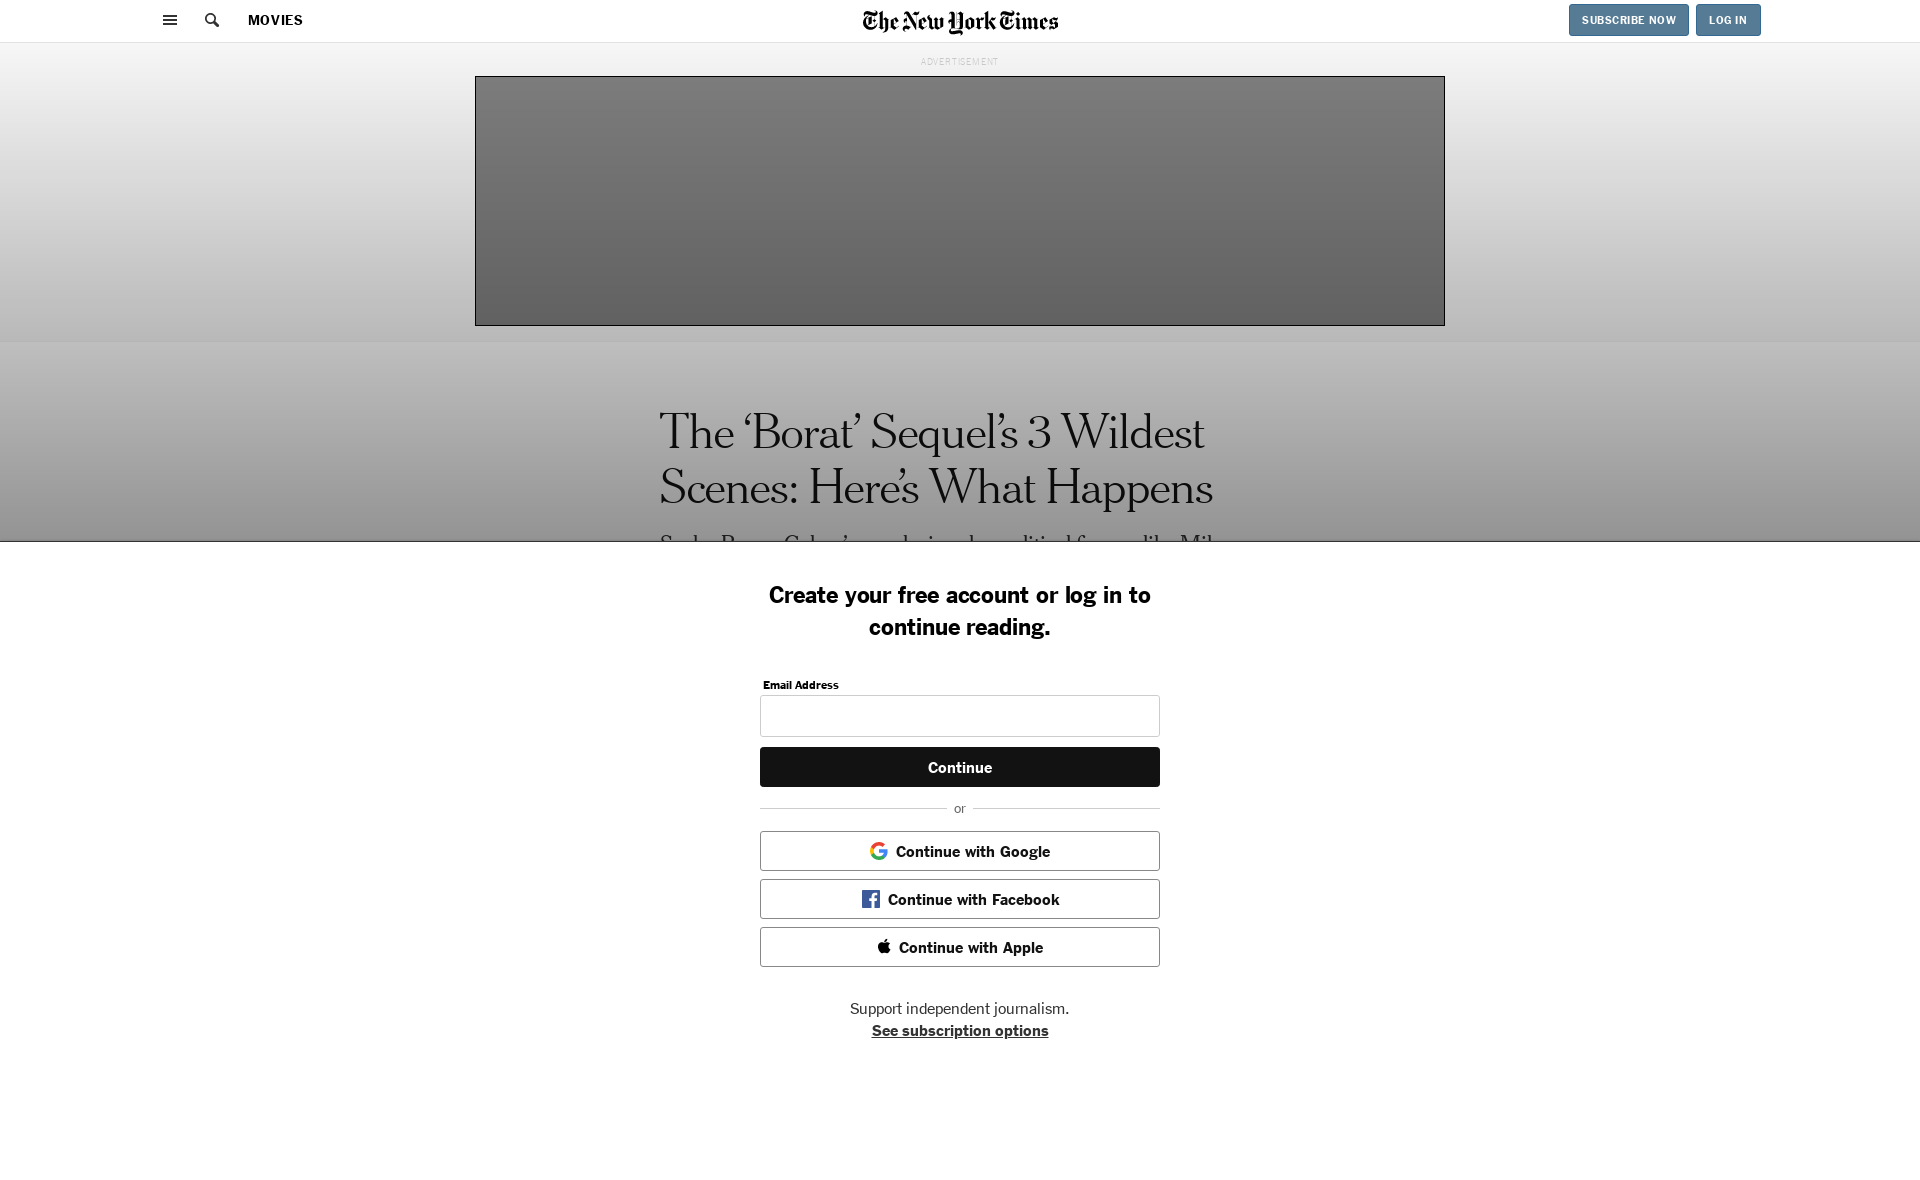 MOVIES
The New York Times
SUBSCRIBE NOW
LOG IN
ADVERTISEMENT
The ‘Borat’ Sequel’s 3 Wildest
Scenes: Here’s What Happens
Create your free account or log in to
continue reading.
Email Address
Continue
or
Continue with Google
Continue with Facebook
Continue with Apple
Support independent journalism.
See subscription options